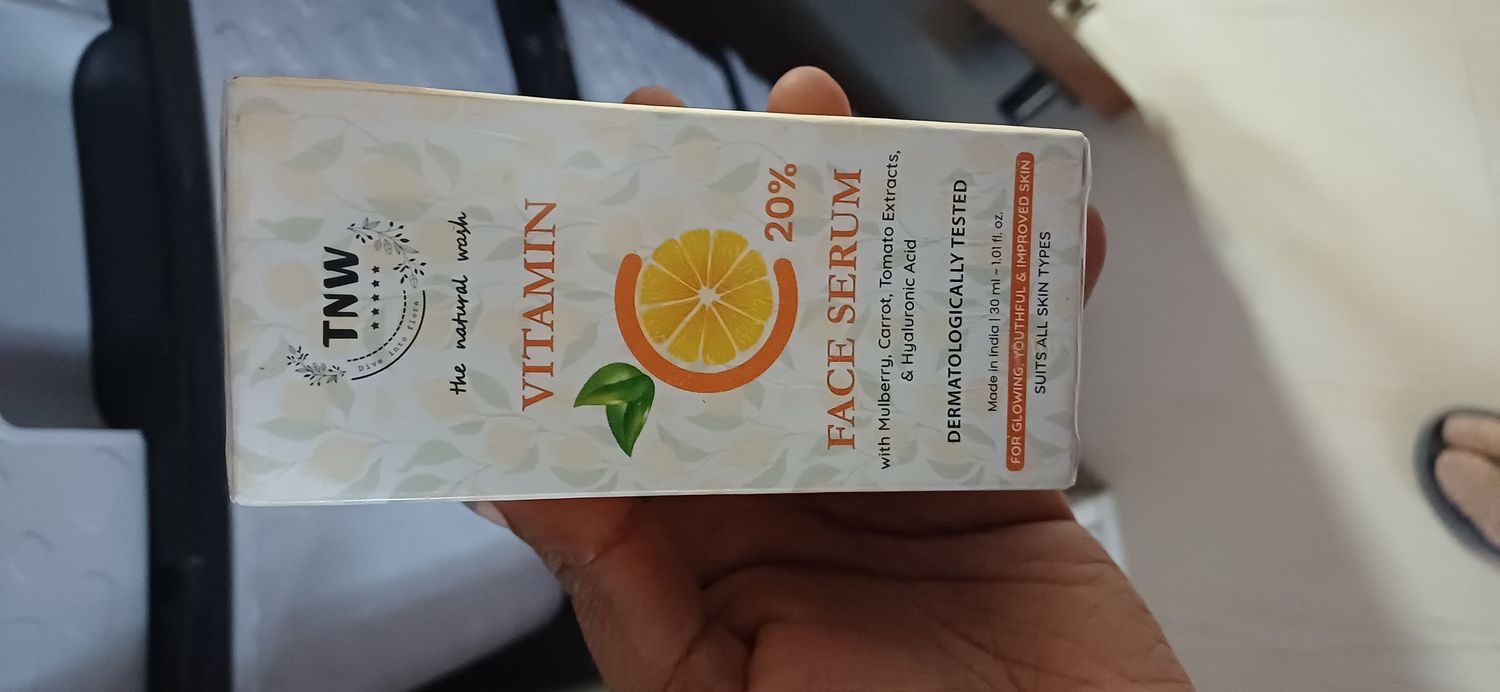 TNW
Dive into flora
the natural wash
VITAMIN
C
20%
FACE SERUM
with Mulberry, Carrot, Tomato Extracts,
& Hyaluronic Acid
DERMATOLOGICALLY TESTED
Made in India | 30 ml ~ 1.01 fl. oz.
FOR GLOWING, YOUTHFUL & IMPROVED SKIN
SUITS ALL SKIN TYPES